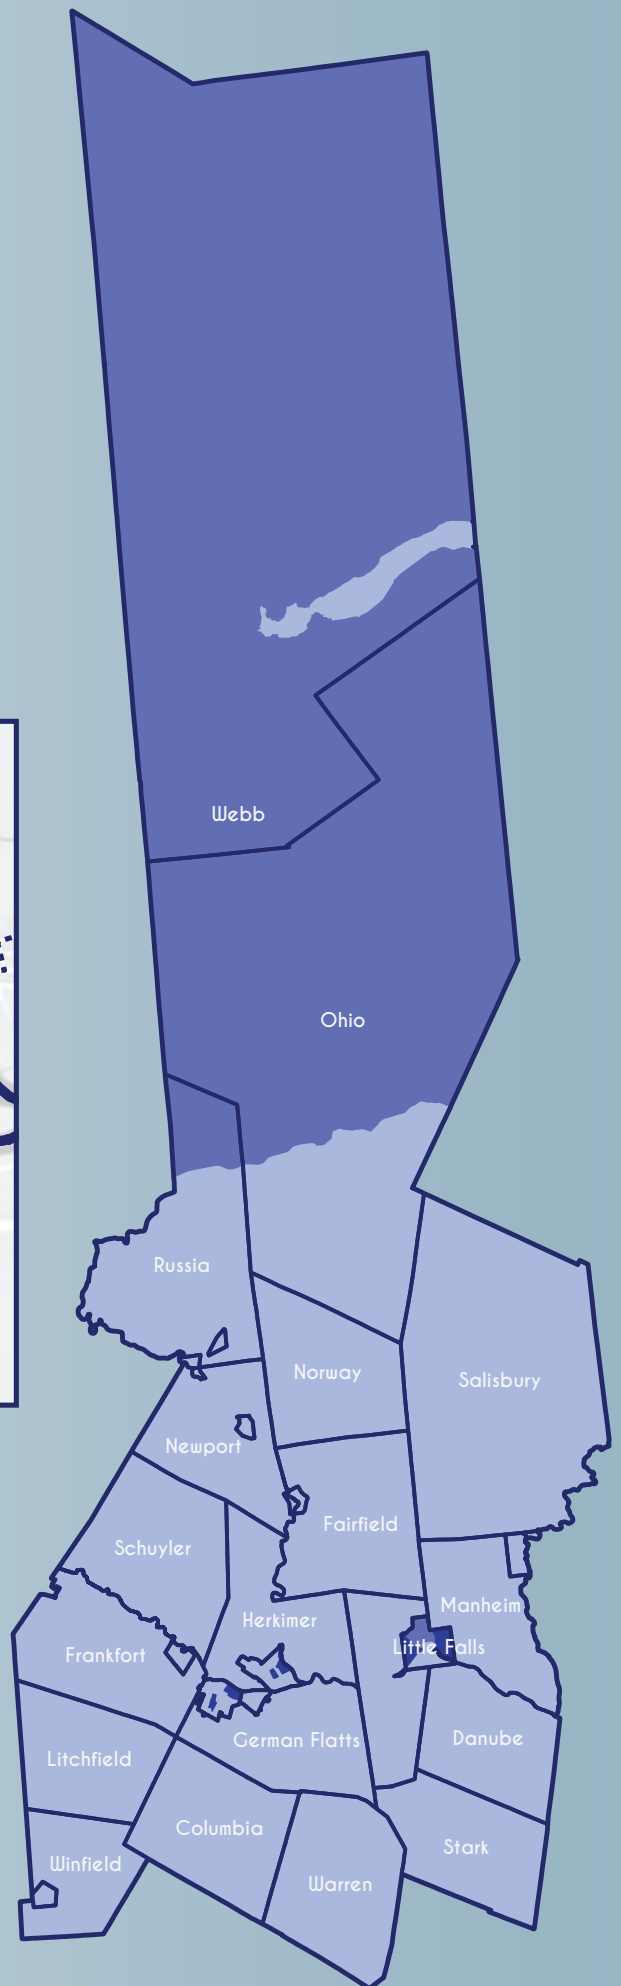 Webb
Ohio
Russia
Norway
Salisbury
Newport
Fairfield
Schuyler
Manheim
Herkimer
Little Falls
Frankfort
German Flatts
Danube
Litchfield
Columbia
Stark
Winfield
Warren